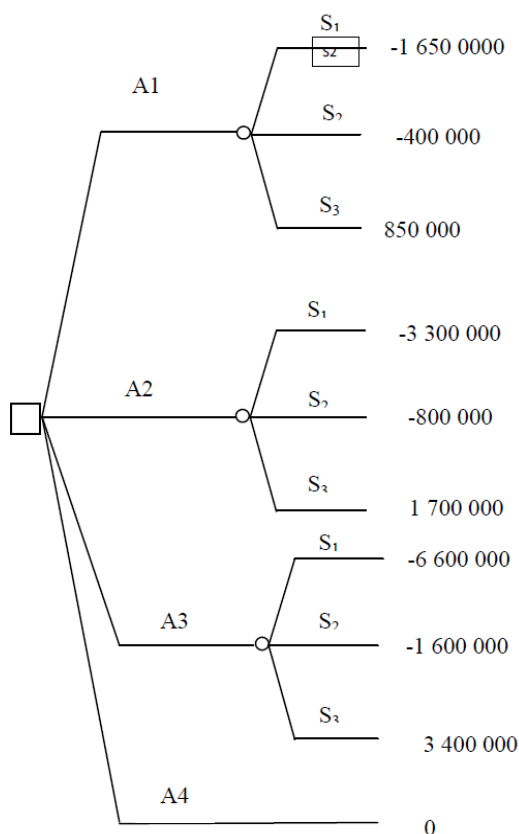 S₁
S2
-1 650 0000
A1
S₂
-400 000
S₃
850 000
S₁
-3 300 000
A2
S₂
-800 000
S₃
1 700 000
S₁
-6 600 000
A3
S₂
-1 600 000
S₃
3 400 000
A4
0